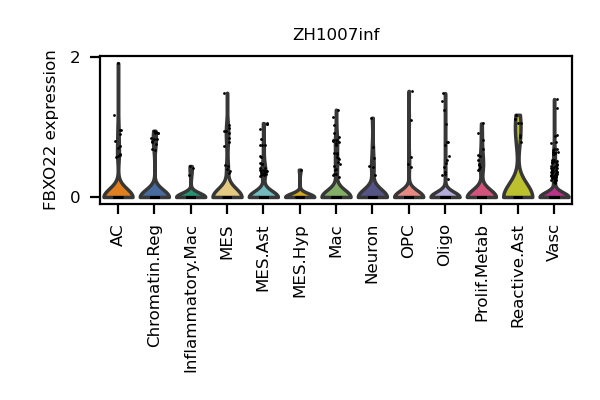 ZH1007inf
FBXO22 expression
2
0
AC
Chromatin.Reg
Inflammatory.Mac
MES
MES.Ast
MES.Hyp
Mac
Neuron
OPC
Oligo
Prolif.Metab
Reactive.Ast
Vasc